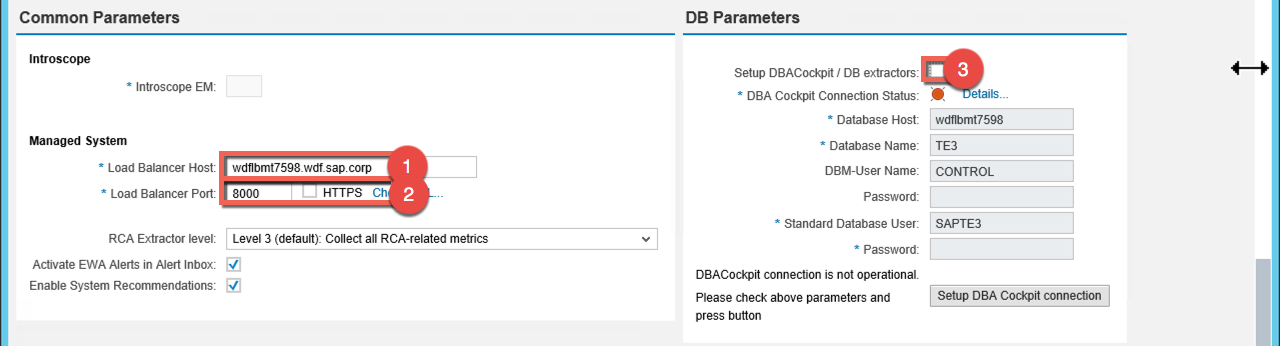 Common Parameters
Introscope
* Introscope EM:
Managed System
* Load Balancer Host: wdflbmt7598.wdf.sap.corp 1
* Load Balancer Port: 8000 HTTPS 2
RCA Extractor level: Level 3 (default): Collect all RCA-related metrics
Activate EWA Alerts in Alert Inbox:
Enable System Recommendations:
DB Parameters
Setup DBACockpit / DB extractors: 3
* DBA Cockpit Connection Status: Details...
* Database Host: wdflbmt7598
* Database Name: TE3
DBM-User Name: CONTROL
Password:
* Standard Database User: SAPTE3
* Password:
DBACockpit connection is not operational.
Please check above parameters and
press button
Setup DBA Cockpit connection